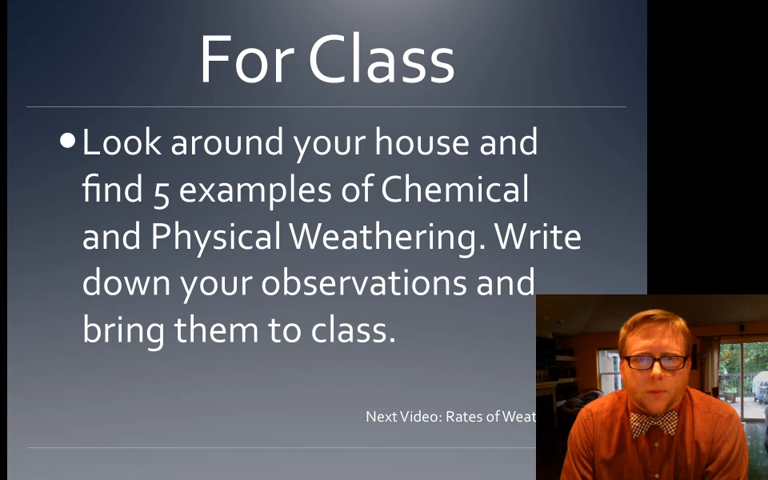 For Class
Look around your house and
find 5 examples of Chemical
and Physical Weathering. Write
down your observations and
bring them to class.
Next Video: Rates of